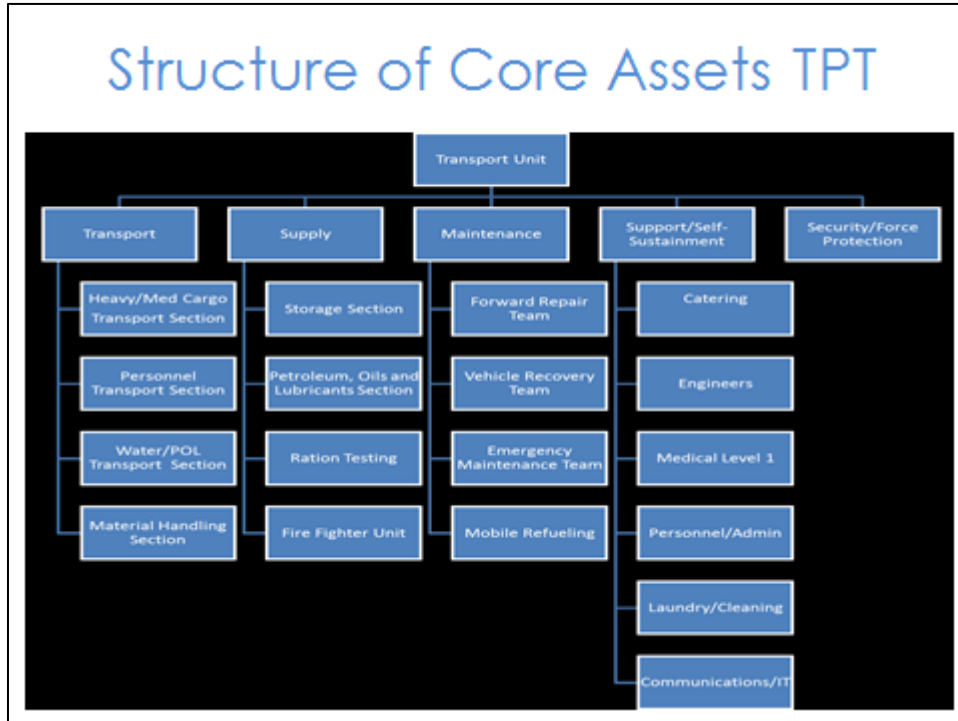 Structure of Core Assets TPT
Transport Unit
Transport
Supply
Maintenance
Support/Self-
Sustainment
Security/Force
Protection
Heavy/Med Cargo
Transport Section
Personnel
Transport Section
Water/POL
Transport Section
Material Handling
Section
Storage Section
Petroleum, Oils and
Lubricants Section
Ration Testing
Fire Fighter Unit
Forward Repair
Team
Vehicle Recovery
Team
Emergency
Maintenance Team
Mobile Refueling
Catering
Engineers
Medical Level 1
Personnel/Admin
Laundry/Cleaning
Communications/IT